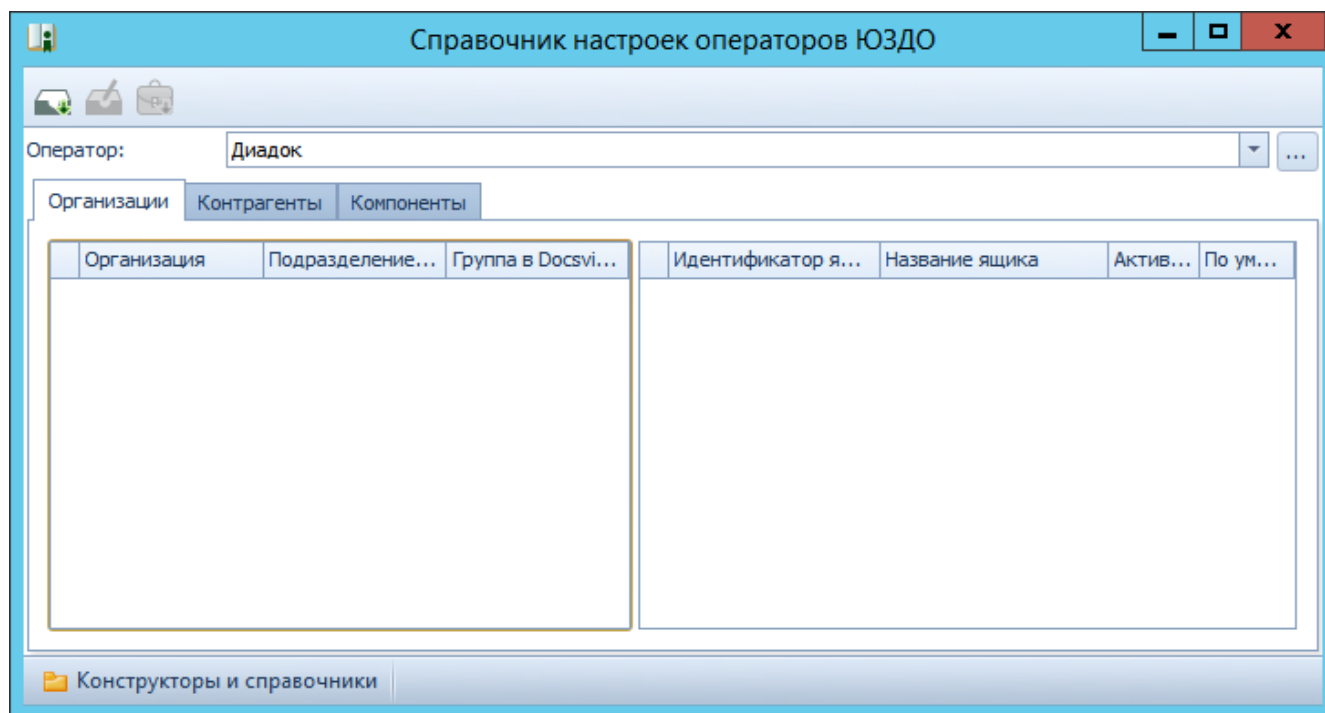 Справочник настроек операторов ЮЗДО
Оператор: Диадок ...
Организации Контрагенты Компоненты
Организация Подразделение... Группа в Docsvi... Идентификатор я... Название ящика Актив... По ум...
Конструкторы и справочники